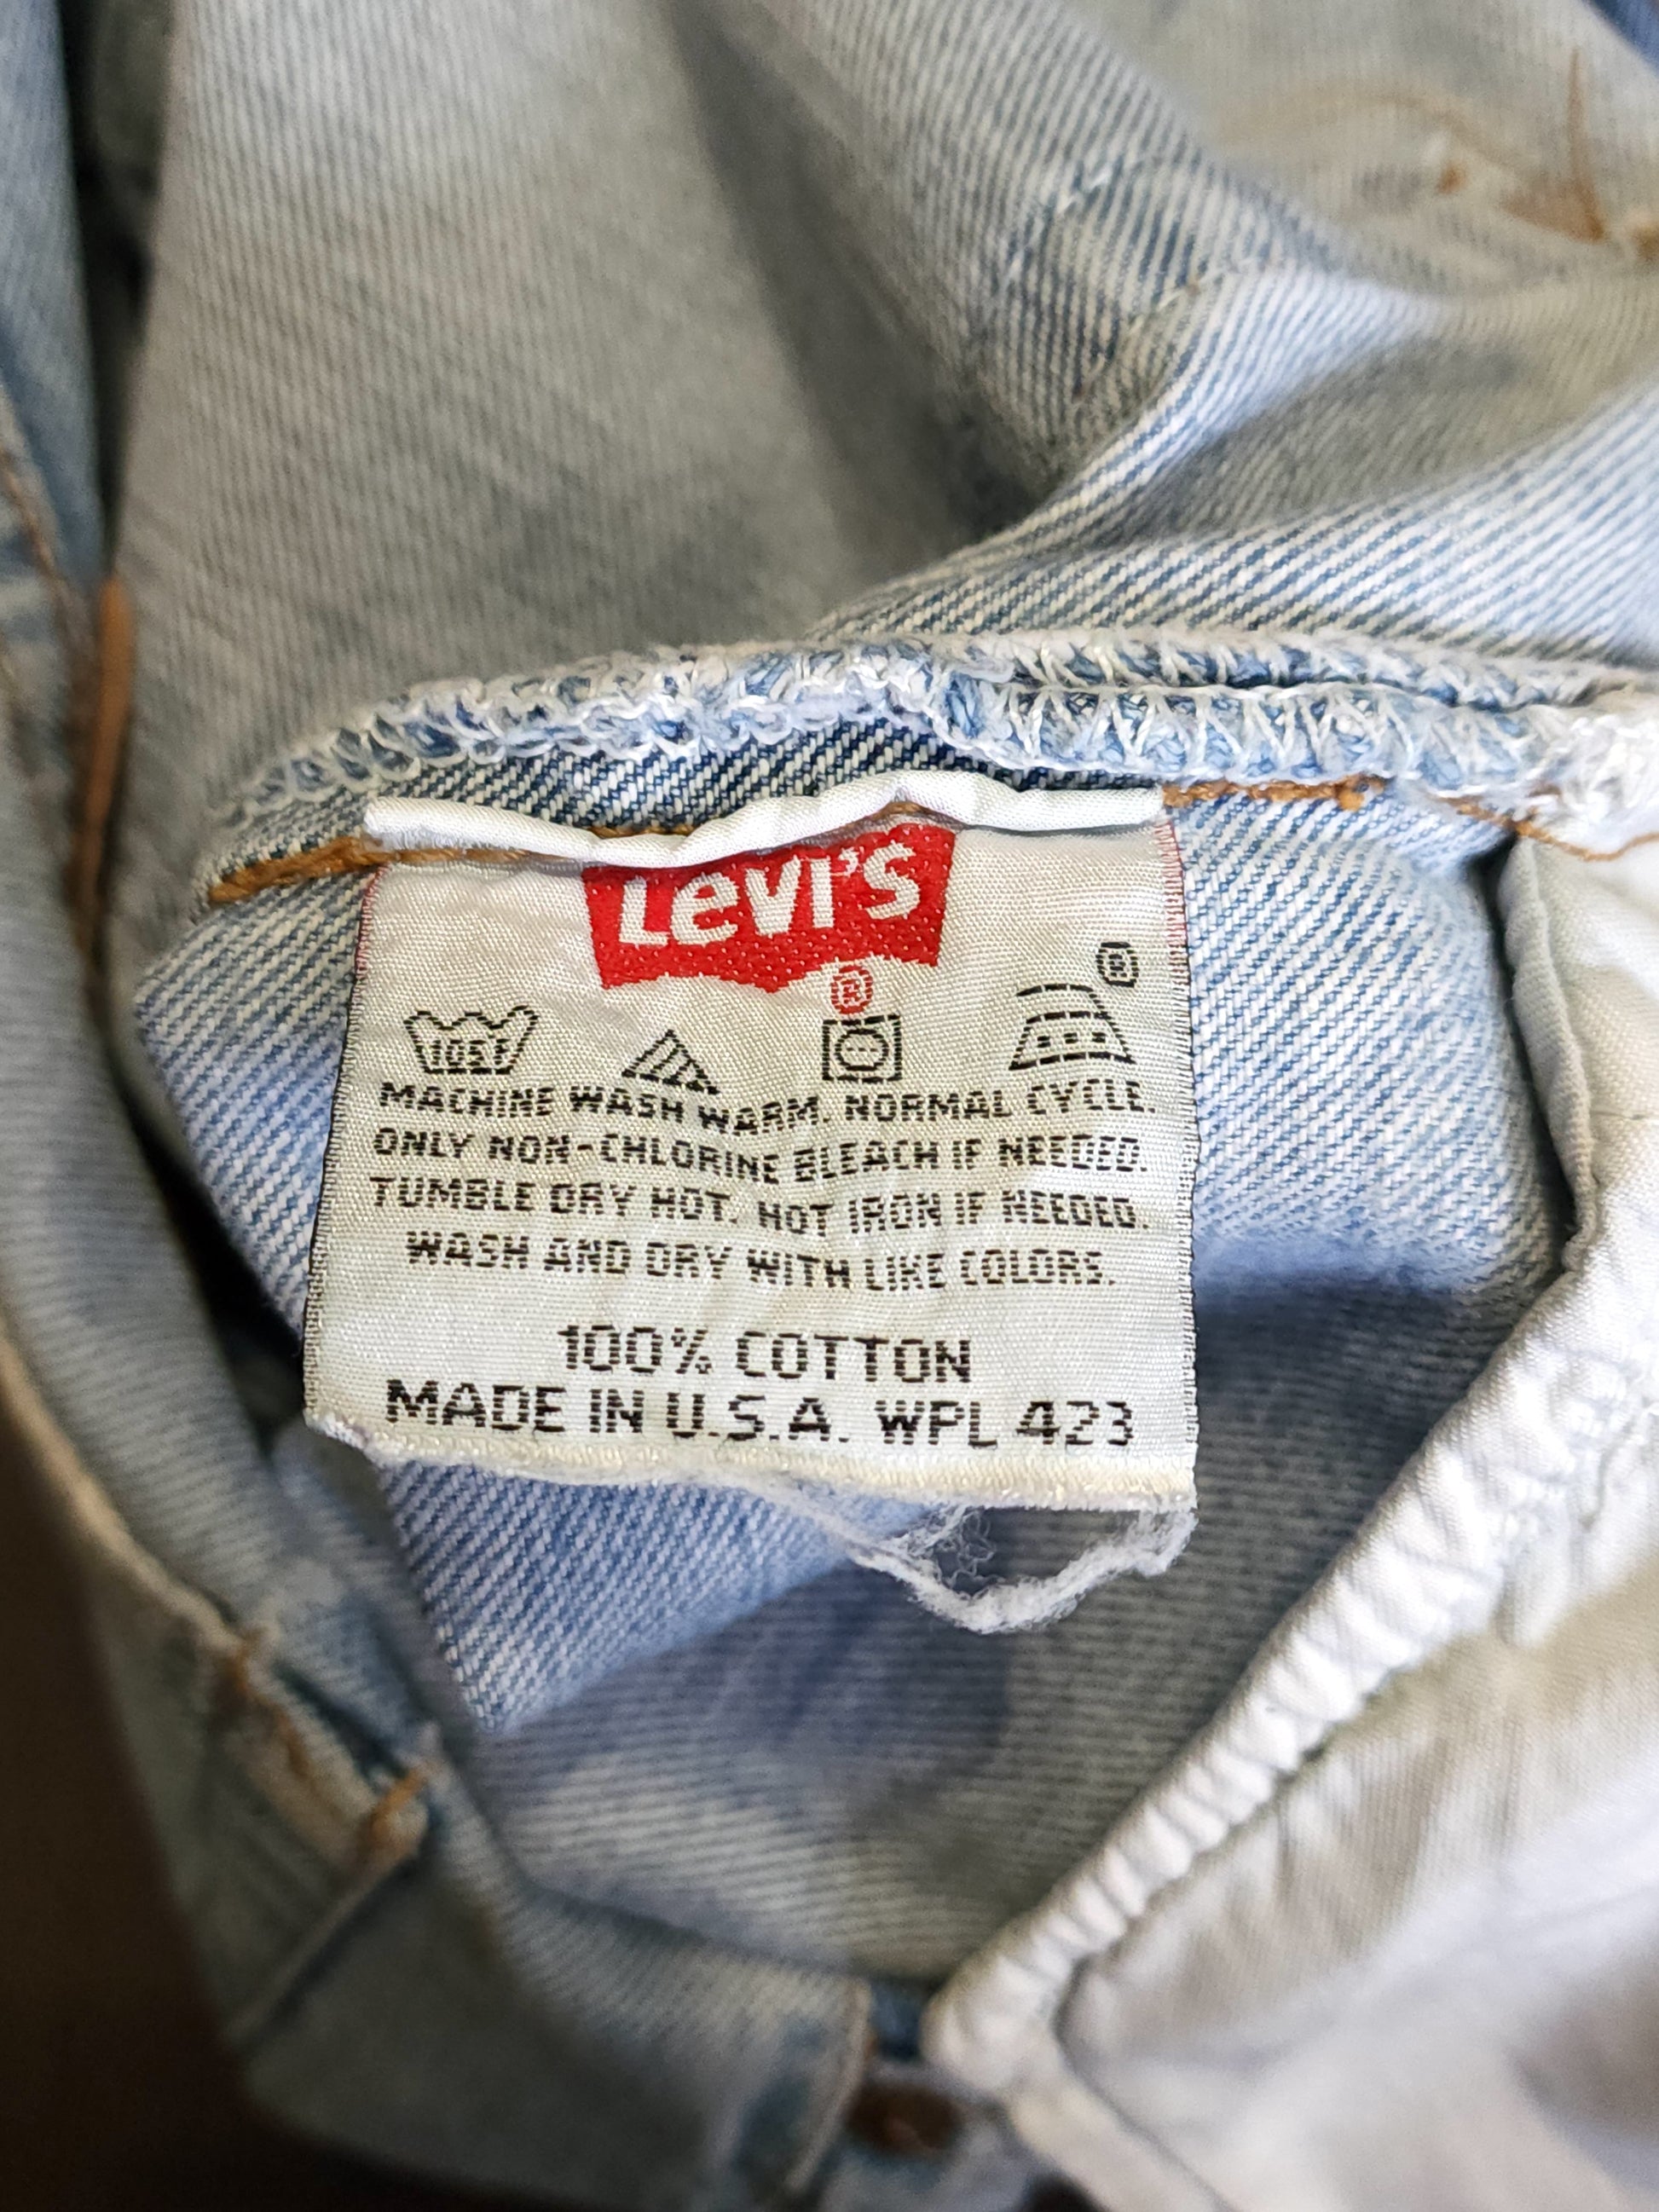 Levi's
®
®
105F
MACHINE WASH WARM. NORMAL CYCLE.
ONLY NON-CHLORINE BLEACH IF NEEDED.
TUMBLE DRY HOT. HOT IRON IF NEEDED.
WASH AND DRY WITH LIKE COLORS.
100% COTTON
MADE IN U.S.A. WPL 423